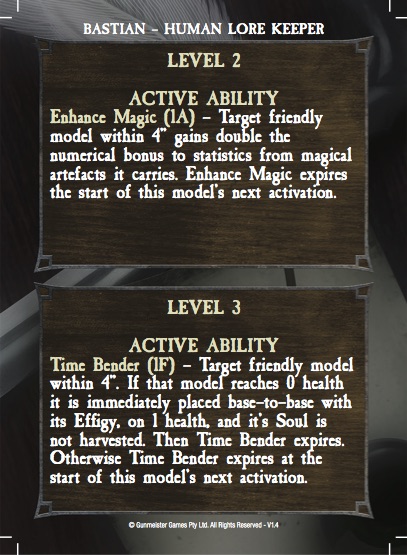 BASTIAN – HUMAN LORE KEEPER
LEVEL 2
ACTIVE ABILITY
Enhance Magic (1A) – Target friendly
model within 4" gains double the
numerical bonus to statistics from magical
artefacts it carries. Enhance Magic expires
the start of this model's next activation.
LEVEL 3
ACTIVE ABILITY
Time Bender (1F) – Target friendly model
within 4". If that model reaches 0 health
it is immediately placed base-to-base with
its Effigy, on 1 health, and it's Soul is
not harvested. Then Time Bender expires.
Otherwise Time Bender expires at the
start of this model's next activation.
© Gunmeister Games Pty Ltd. All Rights Reserved - V1.4